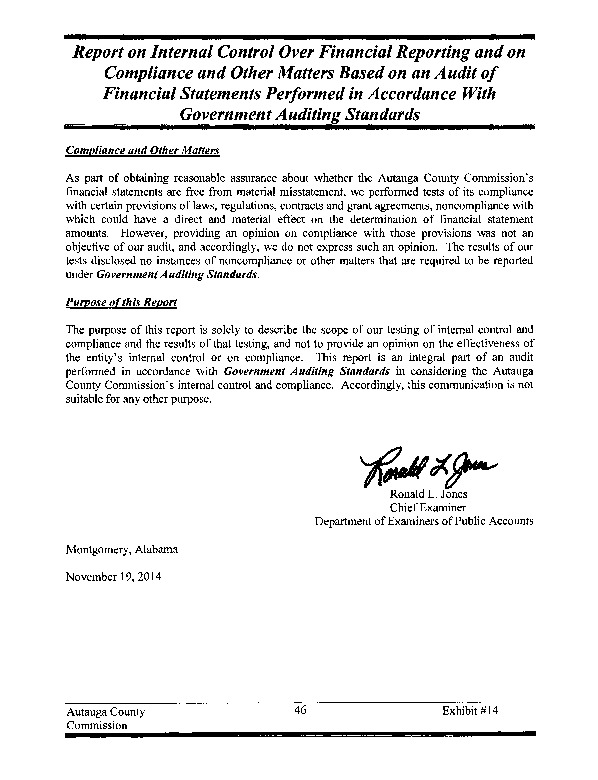 Report on Internal Control Over Financial Reporting and on
Compliance and Other Matters Based on an Audit of
Financial Statements Performed in Accordance With
Government Auditing Standards
Compliance and Other Matters
As part of obtaining reasonable assurance about whether the Autauga County Commission's
financial statements are free from material misstatement, we performed tests of its compliance
with certain provisions of laws, regulations, contracts and grant agreements, noncompliance with
which could have a direct and material effect on the determination of financial statement
amounts. However, providing an opinion on compliance with those provisions was not an
objective of our audit, and accordingly, we do not express such an opinion. The results of our
tests disclosed no instances of noncompliance or other matters that are required to be reported
under Government Auditing Standards.
Purpose of this Report
The purpose of this report is solely to describe the scope of our testing of internal control and
compliance and the results of that testing, and not to provide an opinion on the effectiveness of
the entity's internal control or on compliance. This report is an integral part of an audit
performed in accordance with Government Auditing Standards in considering the Autauga
County Commission's internal control and compliance. Accordingly, this communication is not
suitable for any other purpose.
Ronald L Jones
Ronald L. Jones
Chief Examiner
Department of Examiners of Public Accounts
Montgomery, Alabama
November 19, 2014
Autauga County 46 Exhibit #14
Commission